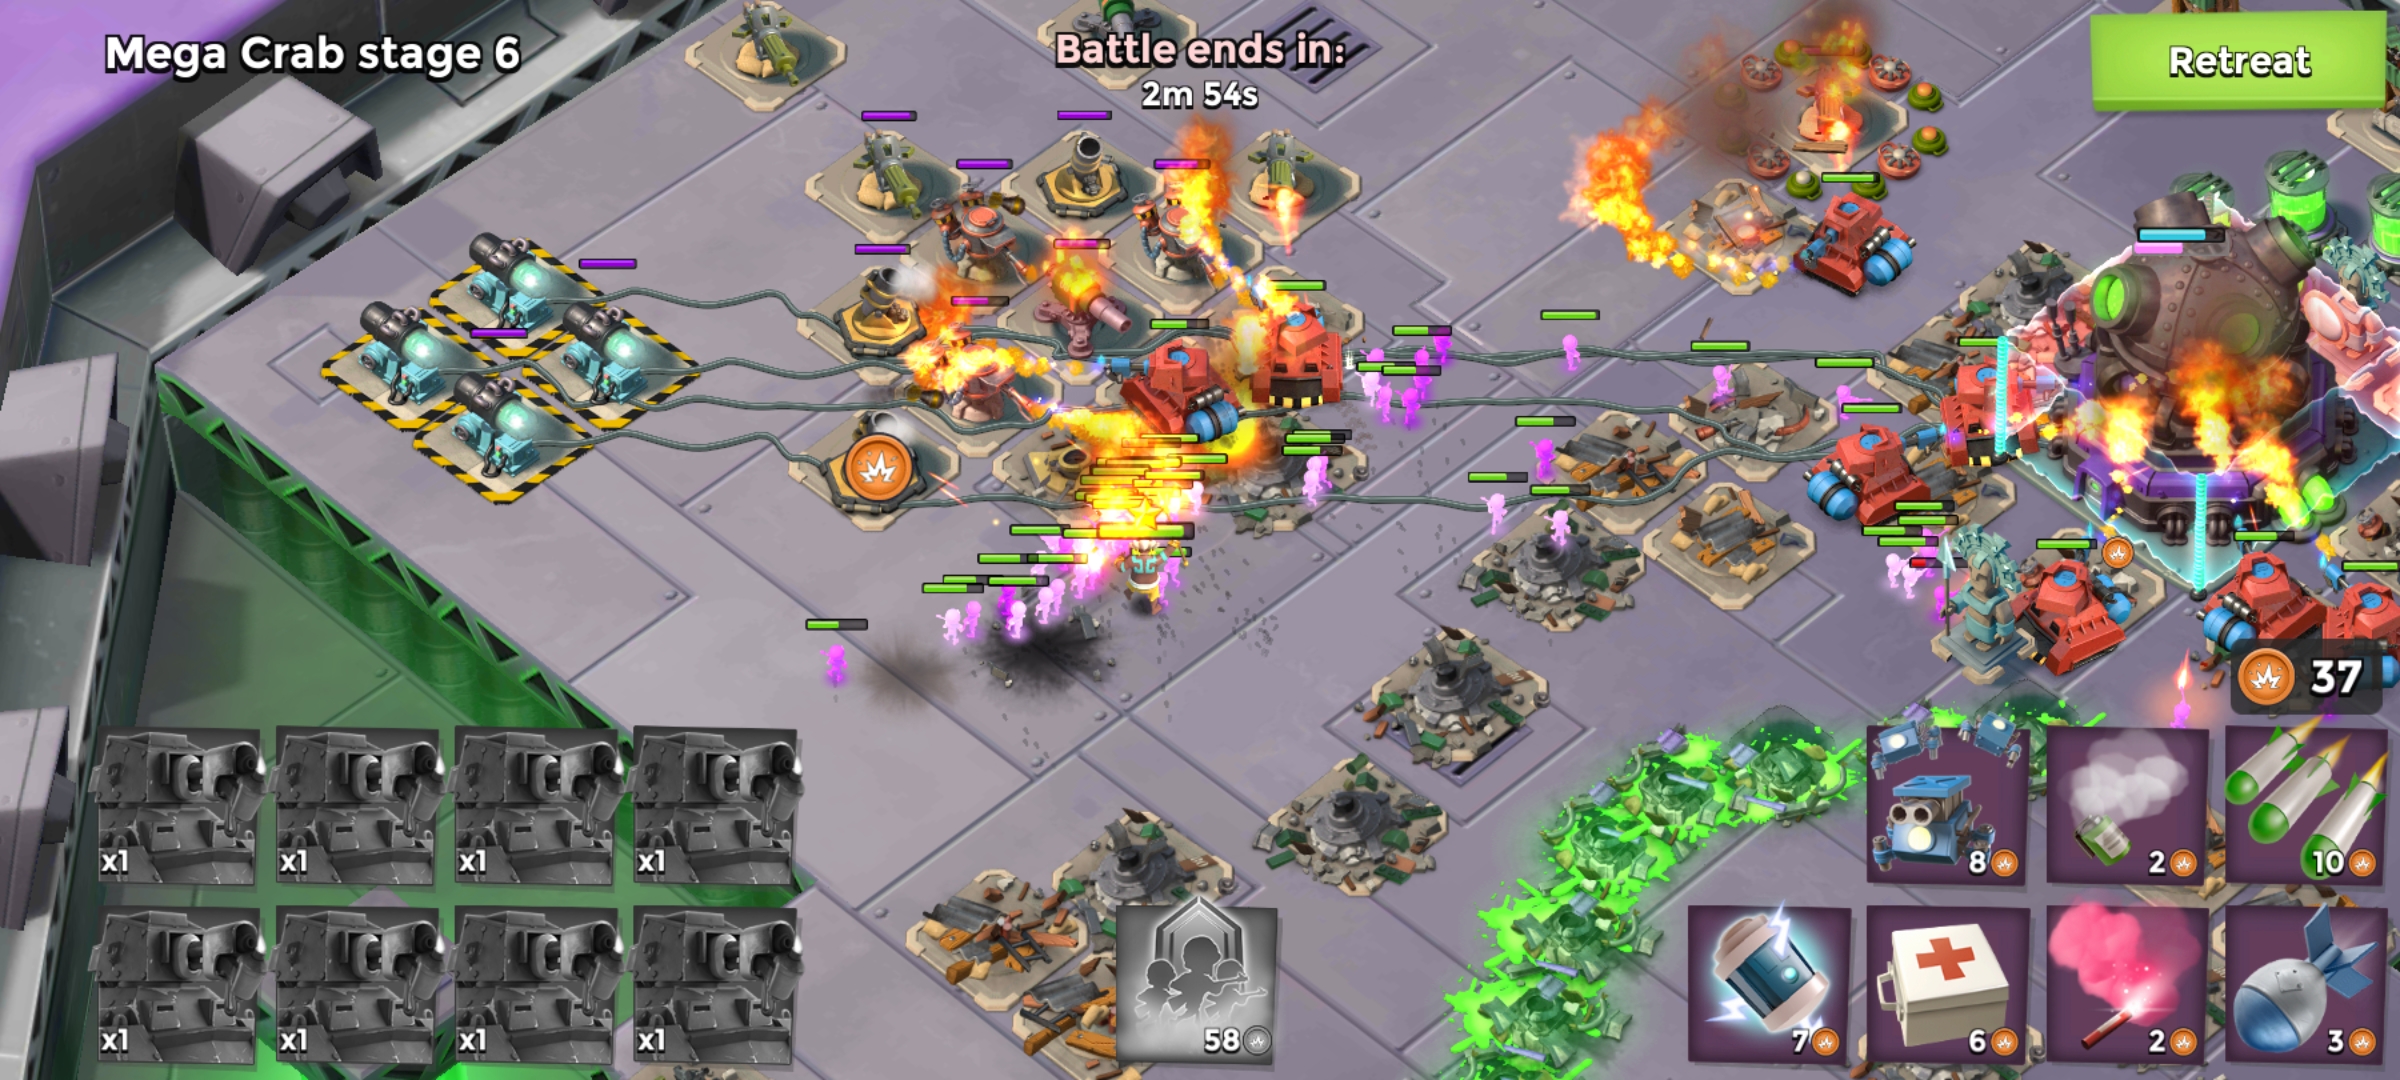 Mega Crab stage 6
Battle ends in:
2m 54s
Retreat
37
x1
x1
x1
x1
8
2
10
x1
x1
x1
x1
58
7
6
2
3